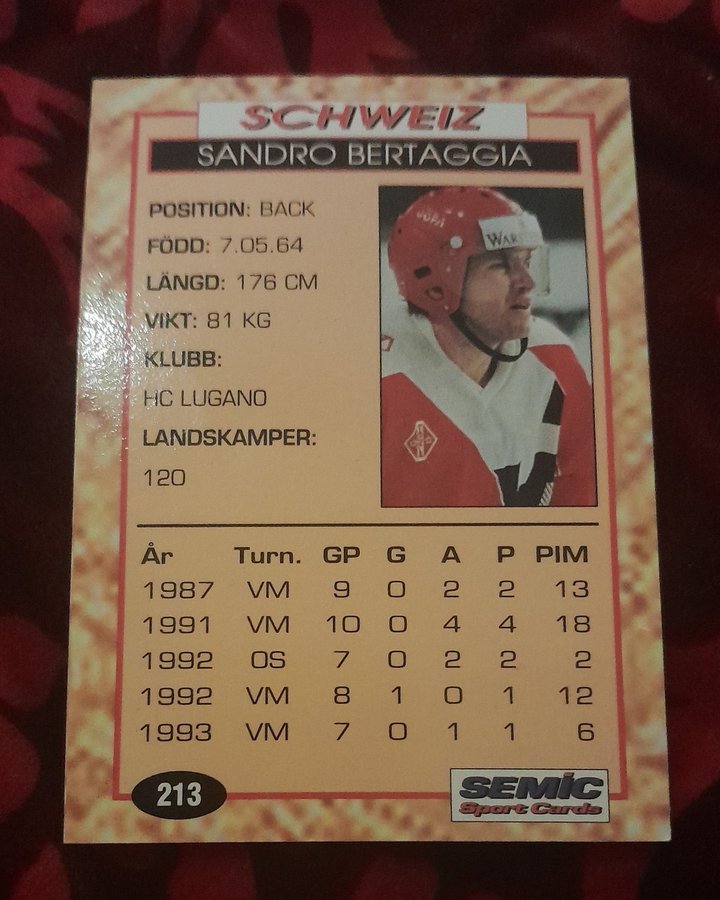 SCHWEIZ
SANDRO BERTAGGIA
POSITION: BACK
FÖDD: 7.05.64
LÄNGD: 176 CM
VIKT: 81 KG
KLUBB:
HC LUGANO
LANDSKAMPER:
120
År Turn. GP G A P PIM
1987 VM 9 0 2 2 13
1991 VM 10 0 4 4 18
1992 OS 7 0 2 2 2
1992 VM 8 1 0 1 12
1993 VM 7 0 1 1 6
213
SEMIC
Sport Cards